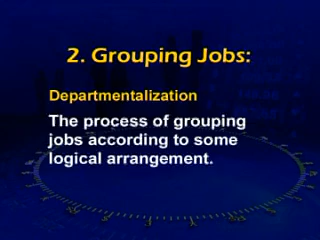 2. Grouping Jobs:
Departmentalization
The process of grouping
jobs according to some
logical arrangement.